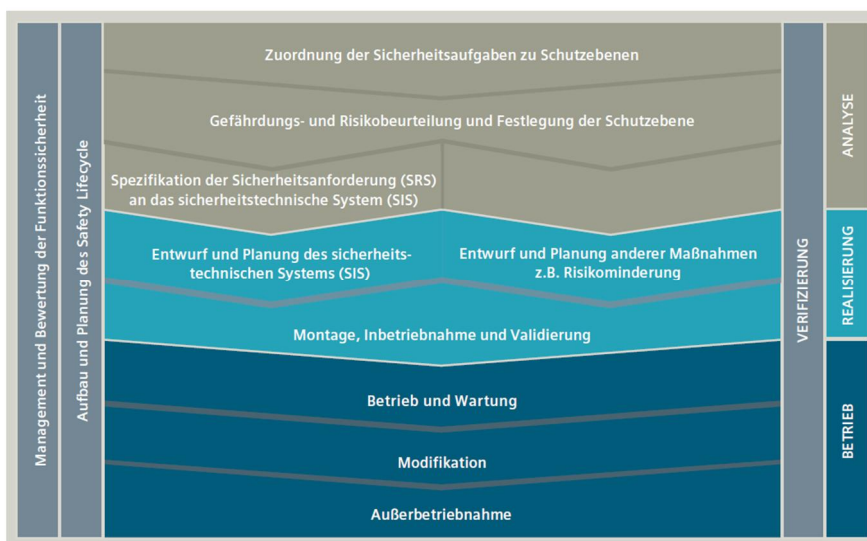 Management und Bewertung der Funktionssicherheit
Aufbau und Planung des Safety Lifecycle
Zuordnung der Sicherheitsaufgaben zu Schutzebenen
Gefährdungs- und Risikobeurteilung und Festlegung der Schutzebene
Spezifikation der Sicherheitsanforderung (SRS)
an das sicherheitstechnische System (SIS)
Entwurf und Planung des sicherheits-
technischen Systems (SIS)
Entwurf und Planung anderer Maßnahmen
z.B. Risikominderung
Montage, Inbetriebnahme und Validierung
Betrieb und Wartung
Modifikation
Außerbetriebnahme
VERIFIZIERUNG
ANALYSE
REALISIERUNG
BETRIEB